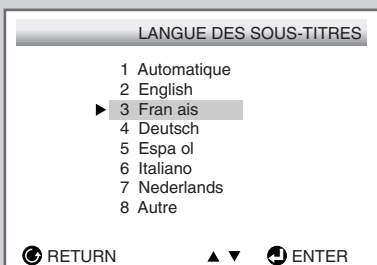 LANGUE DES SOUS-TITRES
1 Automatique
2 English
3 Fran ais
4 Deutsch
5 Espa ol
6 Italiano
7 Nederlands
8 Autre
RETURN ▲ ▼ ENTER